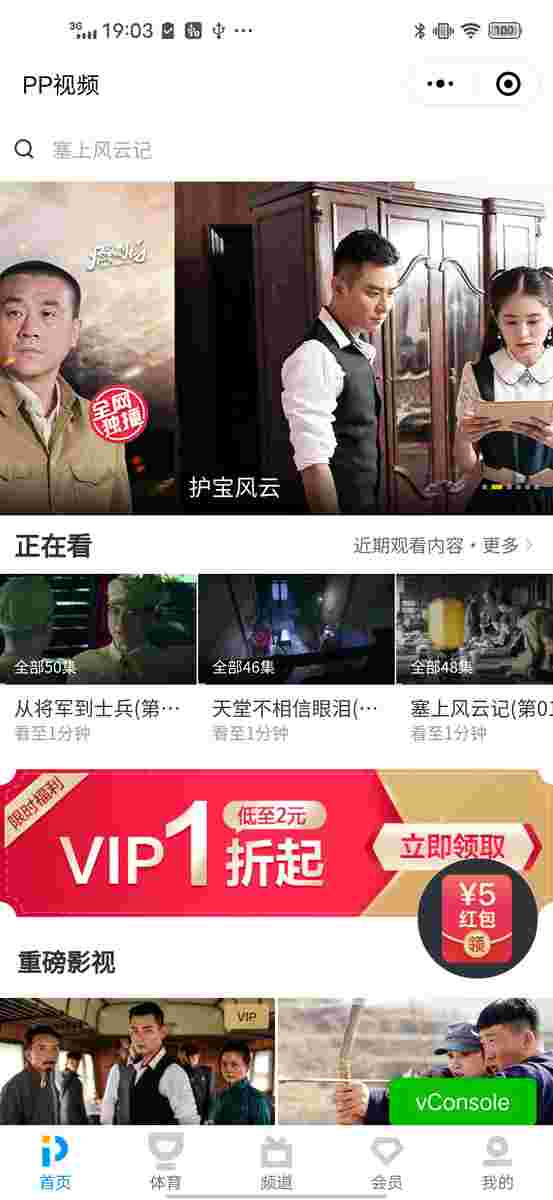 3G 19:03
100
PP视频
塞上风云记
全网
独播
护宝风云
正在看
近期观看内容·更多
全部50集
全部46集
全部48集
从将军到士兵(第…
天堂不相信眼泪(…
塞上风云记(第01
看至1分钟
看至1分钟
看至1分钟
限时福利
VIP1折起
低至2元
立即领取
¥5
红包
领
重磅影视
VIP
vConsole
首页
体育
频道
会员
我的